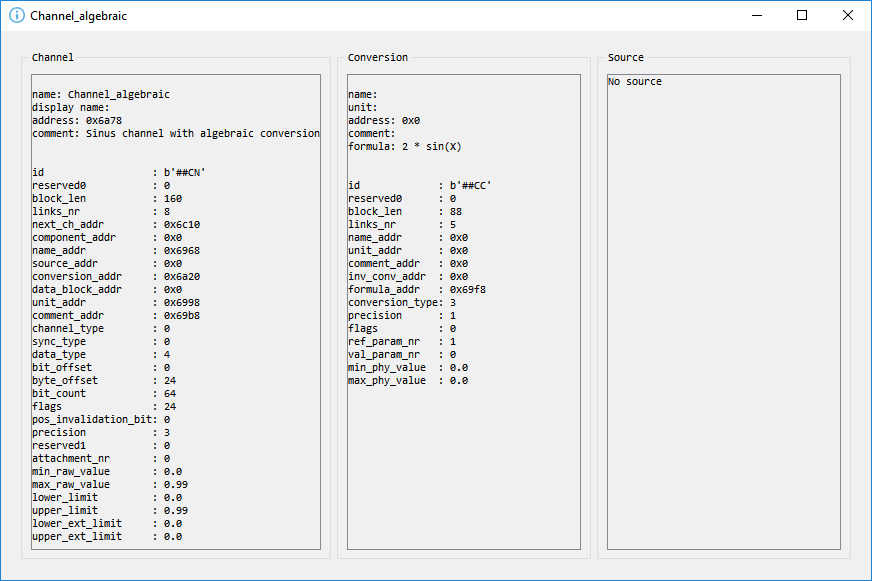 Channel_algebraic
Channel
name: Channel_algebraic
display name:
address: 0x6a78
comment: Sinus channel with algebraic conversion
id : b'##CN'
reserved0 : 0
block_len : 160
links_nr : 8
next_ch_addr : 0x6c10
component_addr : 0x0
name_addr : 0x6968
source_addr : 0x0
conversion_addr : 0x6a20
data_block_addr : 0x0
unit_addr : 0x6998
comment_addr : 0x69b8
channel_type : 0
sync_type : 0
data_type : 4
bit_offset : 0
byte_offset : 24
bit_count : 64
flags : 24
pos_invalidation_bit: 0
precision : 3
reserved1 : 0
attachment_nr : 0
min_raw_value : 0.0
max_raw_value : 0.99
lower_limit : 0.0
upper_limit : 0.99
lower_ext_limit : 0.0
upper_ext_limit : 0.0
Conversion
name:
unit:
address: 0x0
comment:
formula: 2 * sin(X)
id : b'##CC'
reserved0 : 0
block_len : 88
links_nr : 5
name_addr : 0x0
unit_addr : 0x0
comment_addr : 0x0
inv_conv_addr : 0x0
formula_addr : 0x69f8
conversion_type: 3
precision : 1
flags : 0
ref_param_nr : 1
val_param_nr : 0
min_phy_value : 0.0
max_phy_value : 0.0
Source
No source